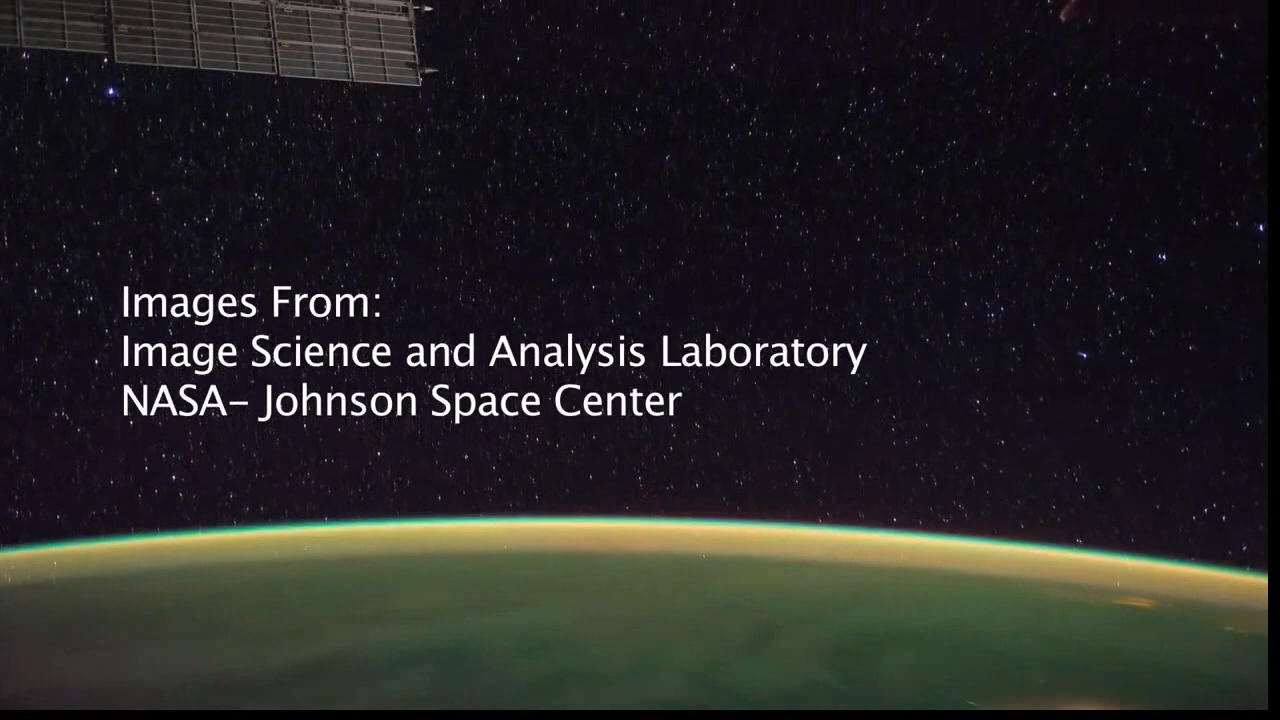 Images From:
Image Science and Analysis Laboratory
NASA- Johnson Space Center